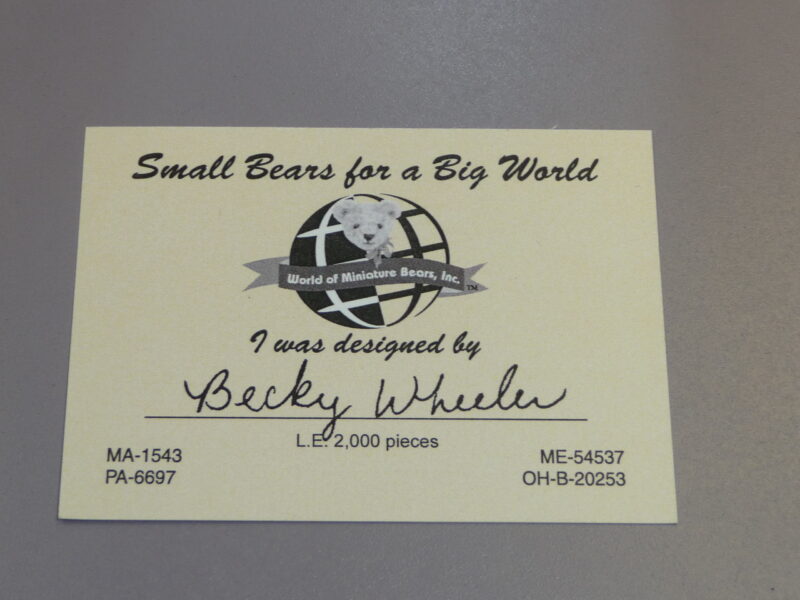 Small Bears for a Big World
World of Miniature Bears, Inc. ™
I was designed by
Becky Wheeler
L.E. 2,000 pieces
MA-1543
PA-6697
ME-54537
OH-B-20253